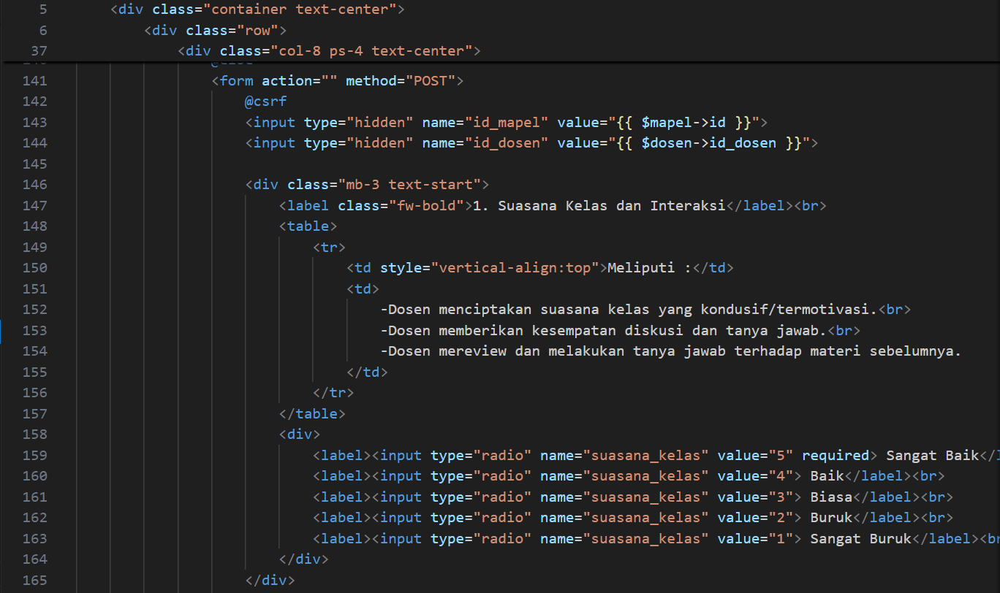 5 <div class="container text-center">
6 <div class="row">
37 <div class="col-8 ps-4 text-center">
141 <form action="" method="POST">
142 @csrf
143 <input type="hidden" name="id_mapel" value="{{ $mapel->id }}">
144 <input type="hidden" name="id_dosen" value="{{ $dosen->id_dosen }}">
145
146 <div class="mb-3 text-start">
147 <label class="fw-bold">1. Suasana Kelas dan Interaksi</label><br>
148 <table>
149 <tr>
150 <td style="vertical-align:top">Meliputi :</td>
151 <td>
152 -Dosen menciptakan suasana kelas yang kondusif/termotivasi.<br>
153 -Dosen memberikan kesempatan diskusi dan tanya jawab.<br>
154 -Dosen mereview dan melakukan tanya jawab terhadap materi sebelumnya.
155 </td>
156 </tr>
157 </table>
158 <div>
159 <label><input type="radio" name="suasana_kelas" value="5" required> Sangat Baik</
160 <label><input type="radio" name="suasana_kelas" value="4"> Baik</label><br>
161 <label><input type="radio" name="suasana_kelas" value="3"> Biasa</label><br>
162 <label><input type="radio" name="suasana_kelas" value="2"> Buruk</label><br>
163 <label><input type="radio" name="suasana_kelas" value="1"> Sangat Buruk</label><br
164 </div>
165 </div>